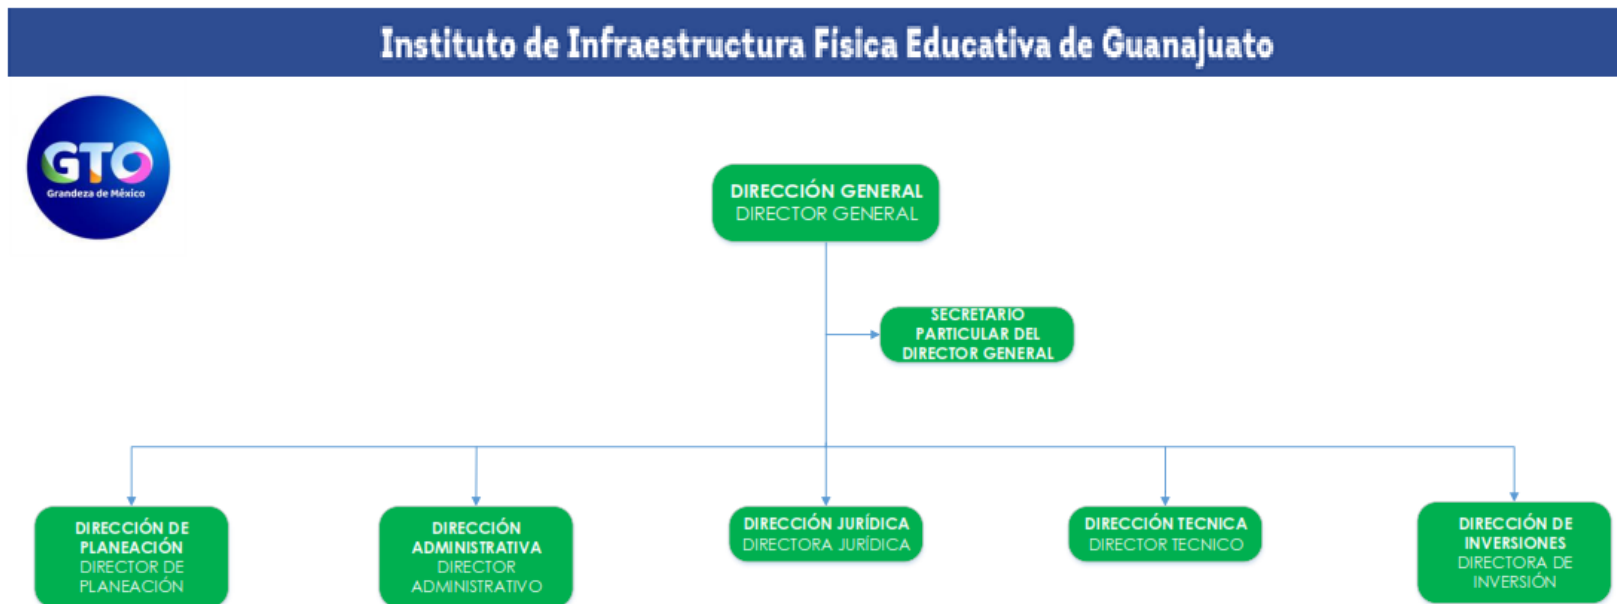 Instituto de Infraestructura Física Educativa de Guanajuato
GTO
Grandeza de México
DIRECCIÓN GENERAL
DIRECTOR GENERAL
SECRETARIO
PARTICULAR DEL
DIRECTOR GENERAL
DIRECCIÓN DE
PLANEACIÓN
DIRECTOR DE
PLANEACIÓN
DIRECCIÓN
ADMINISTRATIVA
DIRECTOR
ADMINISTRATIVO
DIRECCIÓN JURÍDICA
DIRECTORA JURÍDICA
DIRECCIÓN TECNICA
DIRECTOR TECNICO
DIRECCIÓN DE
INVERSIONES
DIRECTORA DE
INVERSIÓN